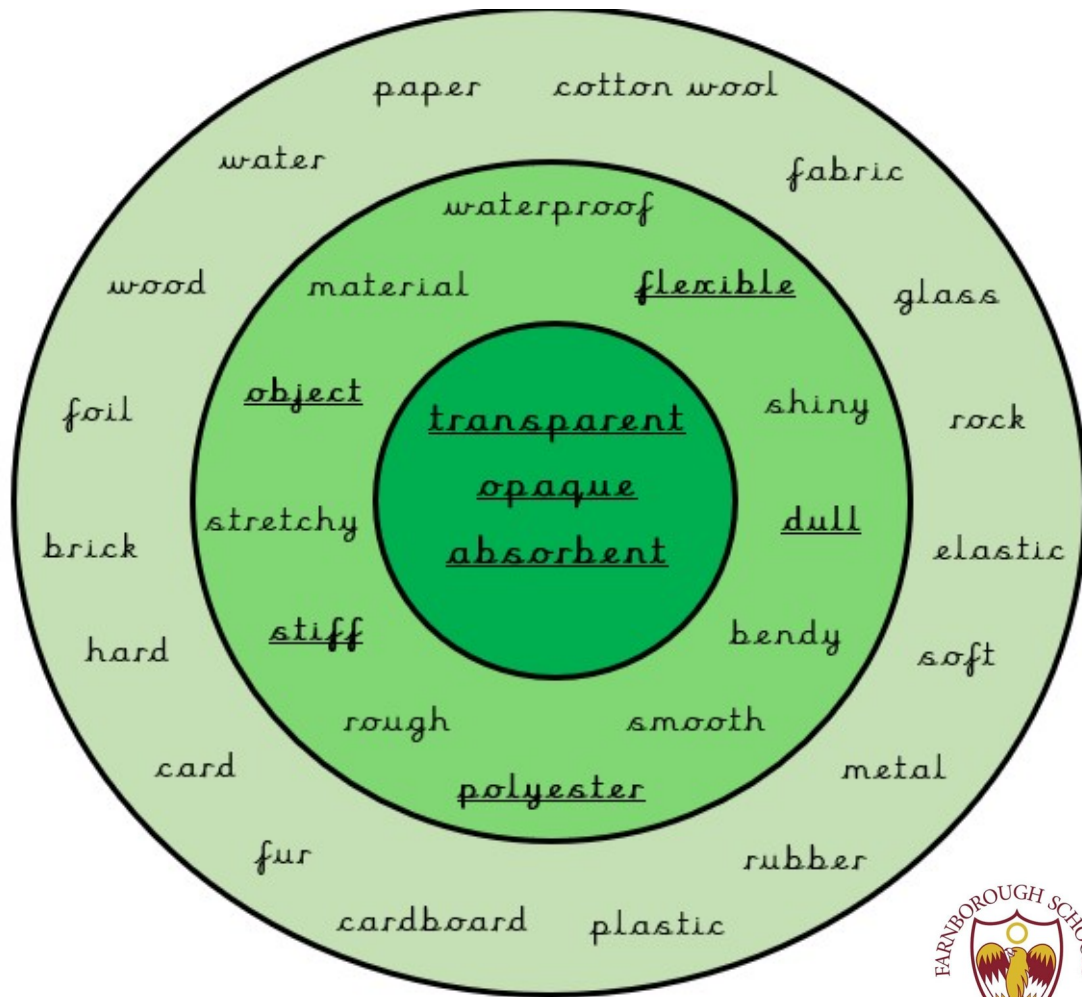 paper cotton wool
water
fabric
waterproof
wood
material
flexible
glass
object
foil
transparent
shiny
rock
opaque
stretchy
dull
brick
absorbent
elastic
stiff
bendy
hard
soft
rough
smooth
card
metal
polyester
fur
rubber
cardboard
plastic
FARNBOROUGH